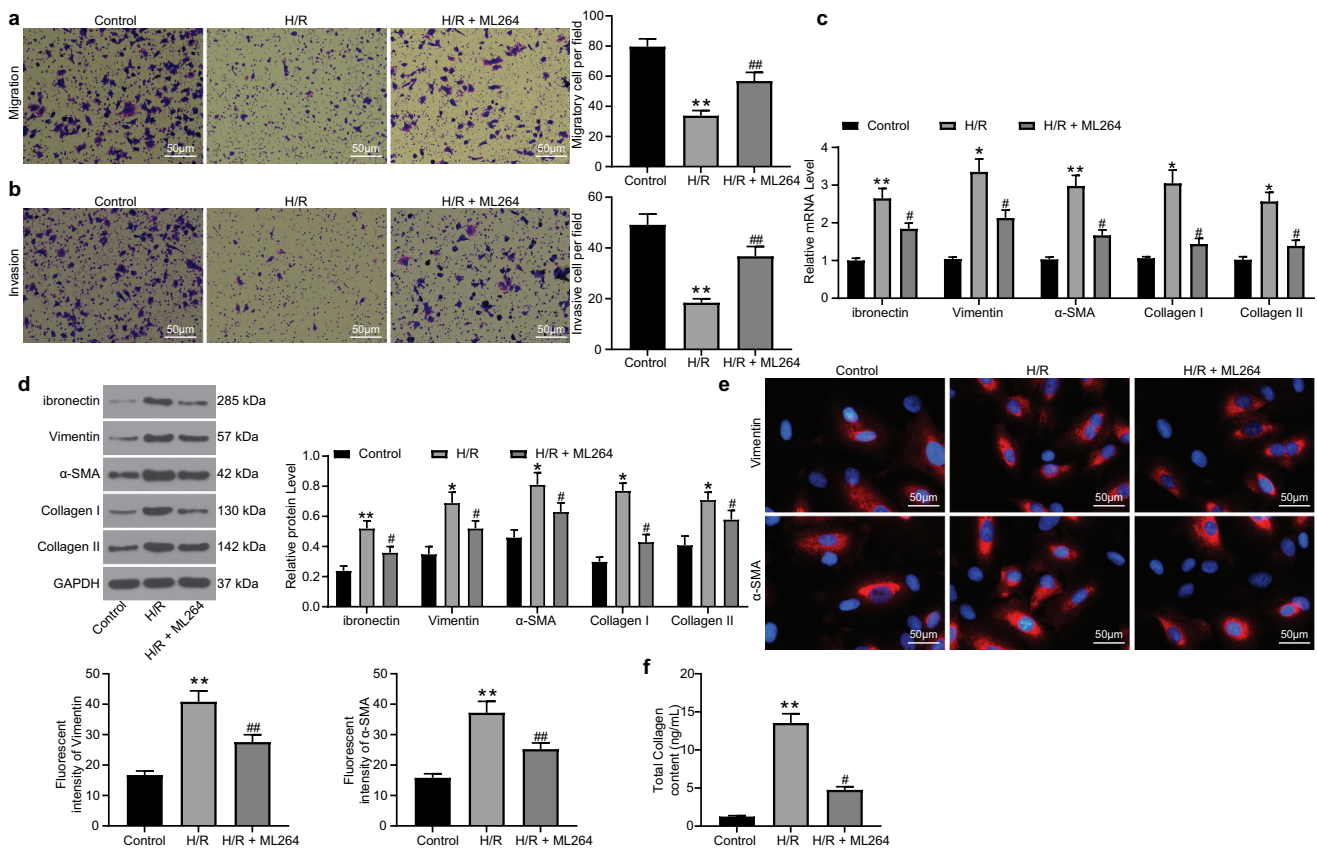 a
Control
H/R
H/R + ML264
Migration
50μm
50μm
50μm
Migratory cell per field
100
80
60
40
20
0
**
##
Control
H/R
H/R + ML264
b
Control
H/R
H/R + ML264
Invasion
50μm
50μm
50μm
Invasive cell per field
60
40
20
0
**
##
Control
H/R
H/R + ML264
c
Control
H/R
H/R + ML264
Relative mRNA Level
4
3
2
1
0
**
#
*
#
**
#
*
#
*
#
ibronectin
Vimentin
α-SMA
Collagen I
Collagen II
d
ibronectin
285 kDa
Vimentin
57 kDa
α-SMA
42 kDa
Collagen I
130 kDa
Collagen II
142 kDa
GAPDH
37 kDa
Control
H/R
H/R + ML264
Control
H/R
H/R + ML264
Relative protein Level
1.0
0.8
0.6
0.4
0.2
0.0
**
#
*
#
*
#
*
#
*
#
ibronectin
Vimentin
α-SMA
Collagen I
Collagen II
e
Control
H/R
H/R + ML264
Vimentin
50μm
50μm
50μm
α-SMA
50μm
50μm
50μm
Fluorescent
intensity of Vimentin
50
40
30
20
10
0
**
##
Control
H/R
H/R + ML264
Fluorescent
intensity of α-SMA
50
40
30
20
10
0
**
##
Control
H/R
H/R + ML264
f
Total Collagen
content (ng/mL)
20
15
10
5
0
**
#
Control
H/R
H/R + ML264